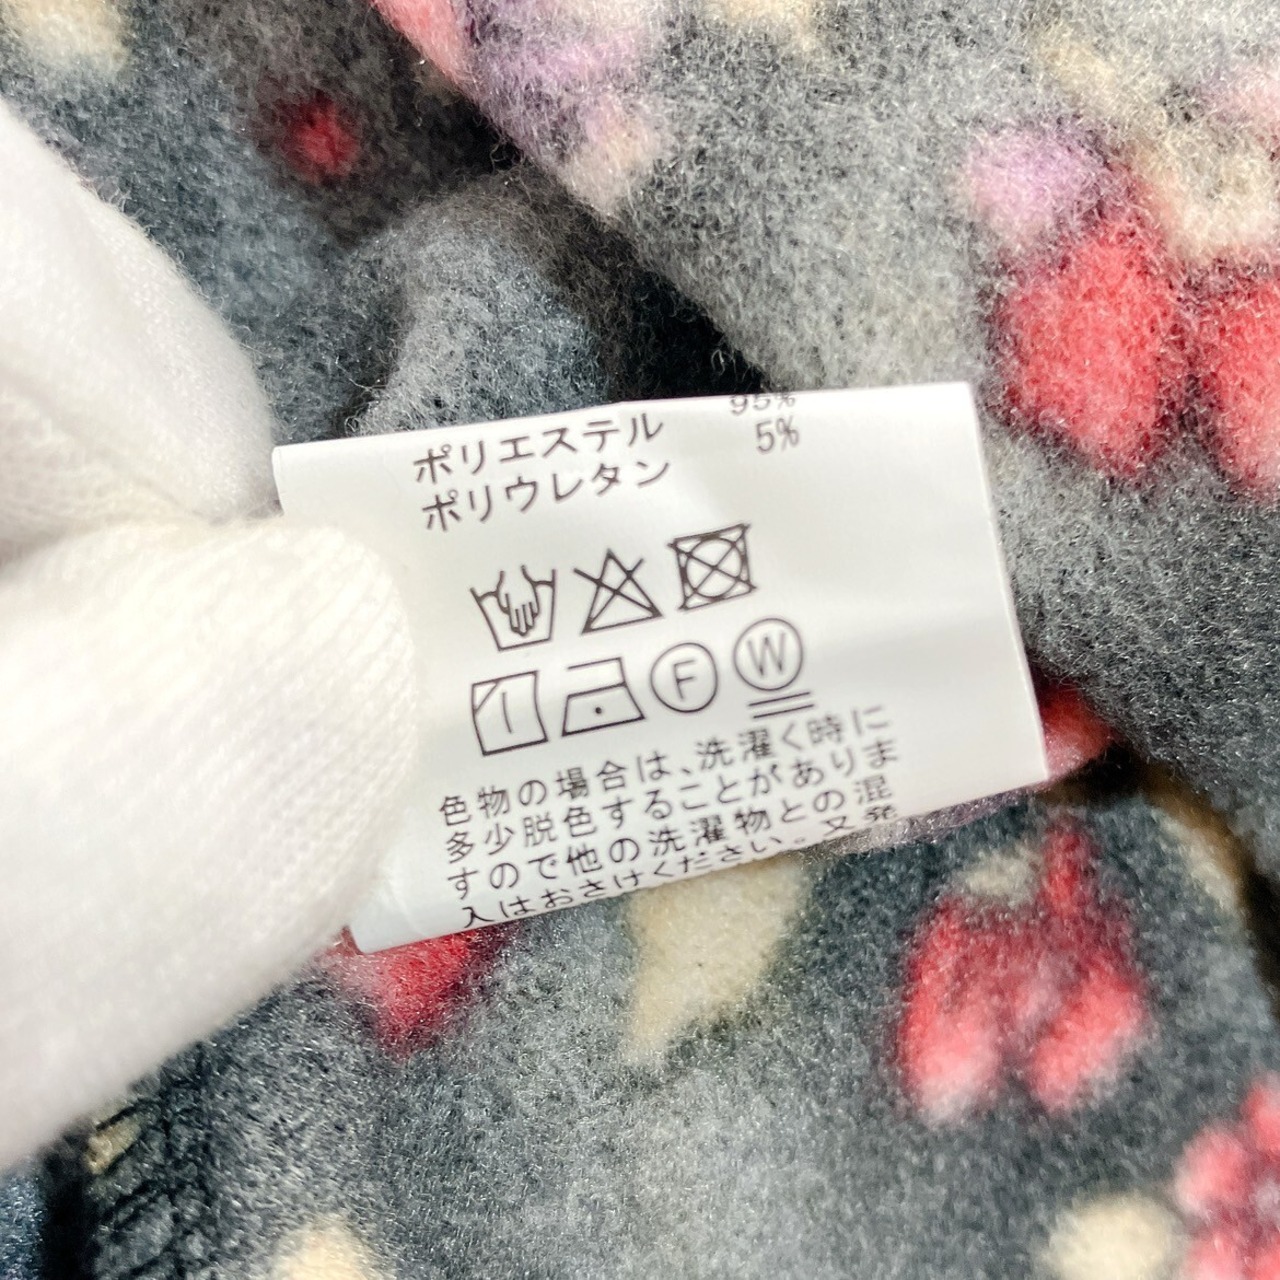 ポリエステル 95%
ポリウレタン 5%
F W
色物の場合は、洗濯く時に
多少脱色することがありま
すので他の洗濯物との混
入はおさけください。又発